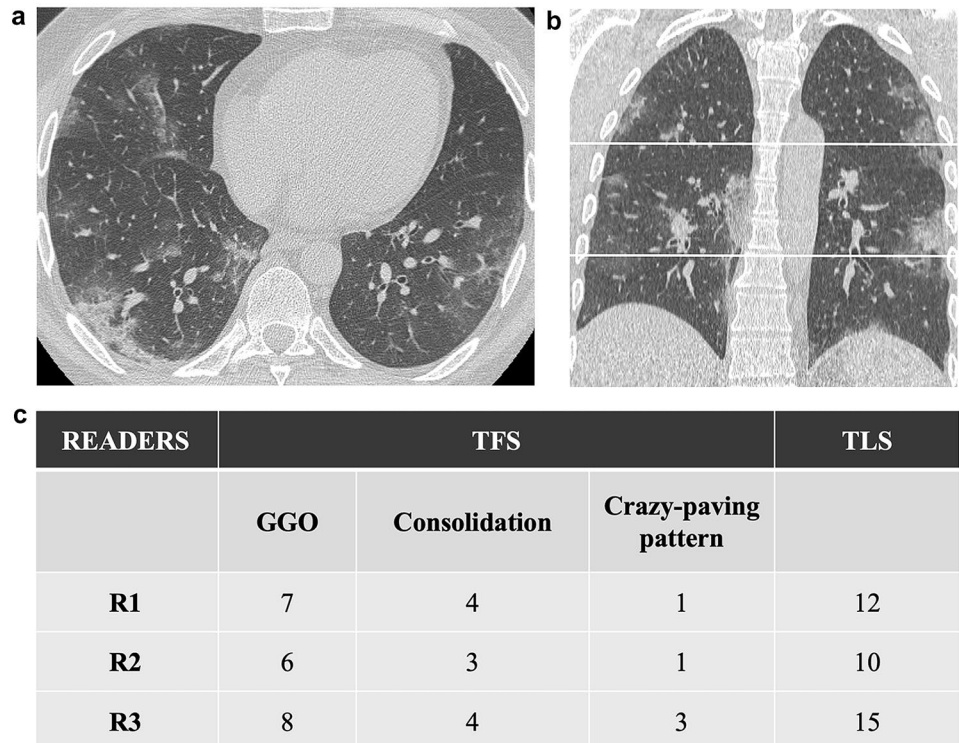 a
b
c
READERS TFS TLS
GGO Consolidation Crazy-paving
pattern
R1 7 4 1 12
R2 6 3 1 10
R3 8 4 3 15